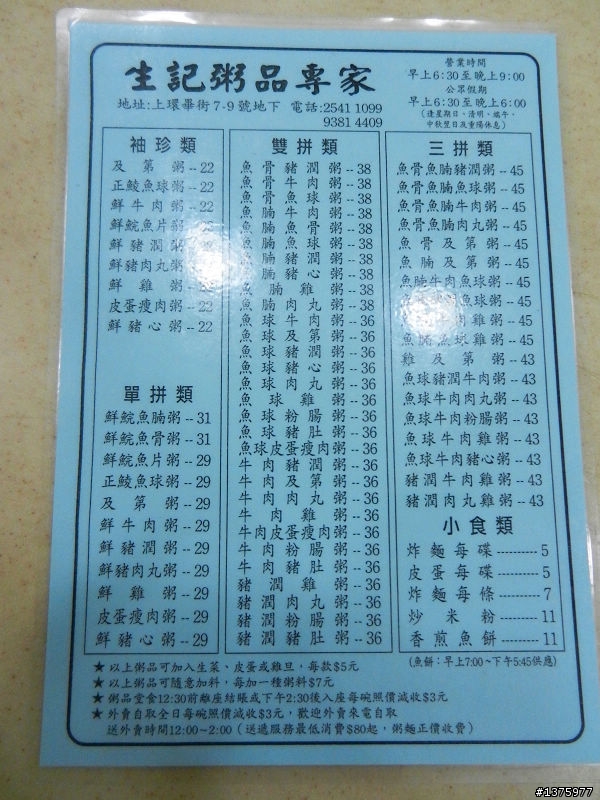 生記粥品專家
地址:上環畢街7-9號地下 電話:2541 1099
9381 4409
營業時間
早上6:30至晚上9:00
公眾假期
早上6:30至晚上6:00
(逢星期日、清明、端午、
中秋翌日及重陽休息)
袖珍類
及第粥--22
正鯪魚球粥--22
鮮牛肉粥--22
鮮鯇魚片粥--22
鮮豬潤粥--22
鮮豬肉丸粥--22
鮮雞粥--22
皮蛋瘦肉粥--22
鮮豬心粥--22
單拼類
鮮鯇魚腩粥--31
鮮鯇魚骨粥--31
鮮鯇魚片粥--29
正鯪魚球粥--29
及第粥--29
鮮牛肉粥--29
鮮豬潤粥--29
鮮豬肉丸粥--29
鮮雞粥--29
皮蛋瘦肉粥--29
鮮豬心粥--29
雙拼類
魚骨豬潤粥--38
魚骨牛肉粥--38
魚骨魚球粥--38
魚腩牛肉粥--38
魚腩魚骨粥--38
魚腩魚球粥--38
魚腩豬潤粥--38
魚腩豬心粥--38
魚腩雞粥--38
魚腩肉丸粥--38
魚球牛肉粥--36
魚球及第粥--36
魚球豬潤粥--36
魚球豬心粥--36
魚球肉丸粥--36
魚球雞粥--36
魚球粉腸粥--36
魚球豬肚粥--36
魚球皮蛋瘦肉粥--36
牛肉豬潤粥--36
牛肉及第粥--36
牛肉肉丸粥--36
牛肉雞粥--36
牛肉皮蛋瘦肉粥--36
牛肉粉腸粥--36
牛肉豬肚粥--36
豬潤雞粥--36
豬潤肉丸粥--36
豬潤粉腸粥--36
豬潤豬肚粥--36
三拼類
魚骨魚腩豬潤粥--45
魚骨魚腩魚球粥--45
魚骨魚腩牛肉粥--45
魚骨魚腩肉丸粥--45
魚骨及第粥--45
魚腩及第粥--45
魚腩牛肉魚球粥--45
魚球粥--45
肉雞粥--45
魚腩魚球雞粥--45
雞及第粥--43
魚球豬潤牛肉粥--43
魚球牛肉肉丸粥--43
魚球牛肉粉腸粥--43
魚球牛肉雞粥--43
魚球牛肉豬心粥--43
豬潤牛肉雞粥--43
豬潤肉丸雞粥--43
小食類
炸麵每碟----------5
皮蛋每碟----------5
炸麵每條----------7
炒米粉----------11
香煎魚餅----------11
(魚餅:早上7:00~下午5:45供應)
★以上粥品可加入生菜、皮蛋或雞旦,每款$5元
★以上粥品可隨意加料,每加一種粥料$7元
★粥品堂食12:30前離座結賬或下午2:30後入座每碗照價減收$3元
★外賣自取全日每碗照價減收$3元,歡迎外賣來電自取
送外賣時間12:00~2:00(送遞服務最低消費$80起,粥麵正價收費)
#1375977